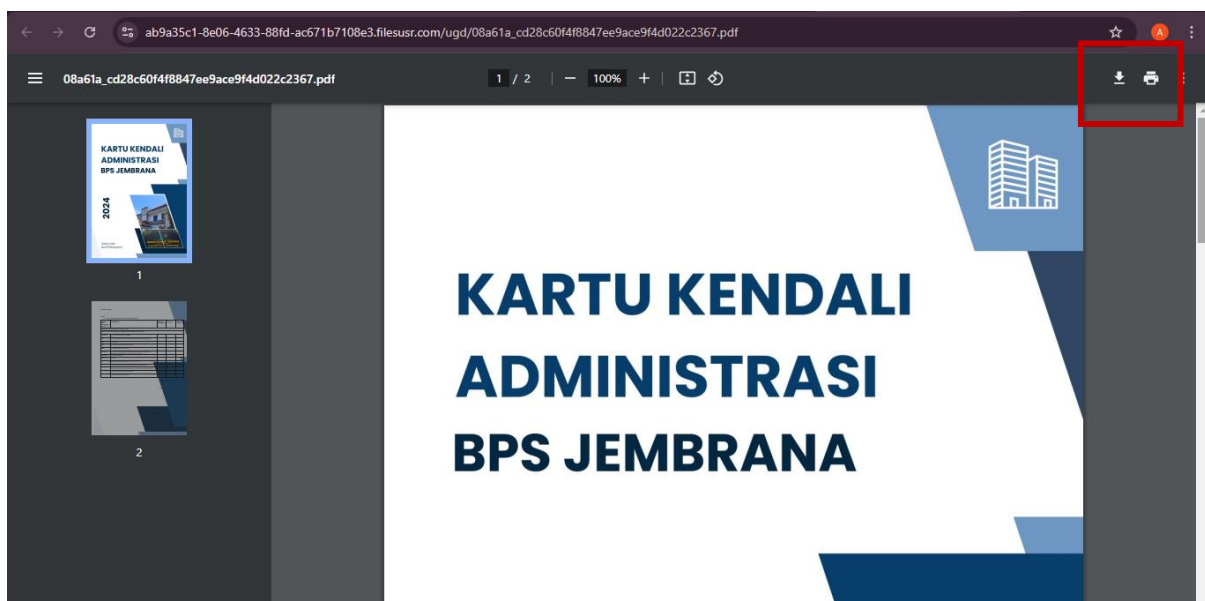 ab9a35c1-8e06-4633-88fd-ac671b7108e3.filesusr.com/ugd/08a61a_cd28c60f4f8847ee9ace9f4d022c2367.pdf
A
08a61a_cd28c60f4f8847ee9ace9f4d022c2367.pdf
1 / 2
100%
KARTU KENDALI
ADMINISTRASI
BPS JEMBRANA
2024
1
2
KARTU KENDALI
ADMINISTRASI
BPS JEMBRANA